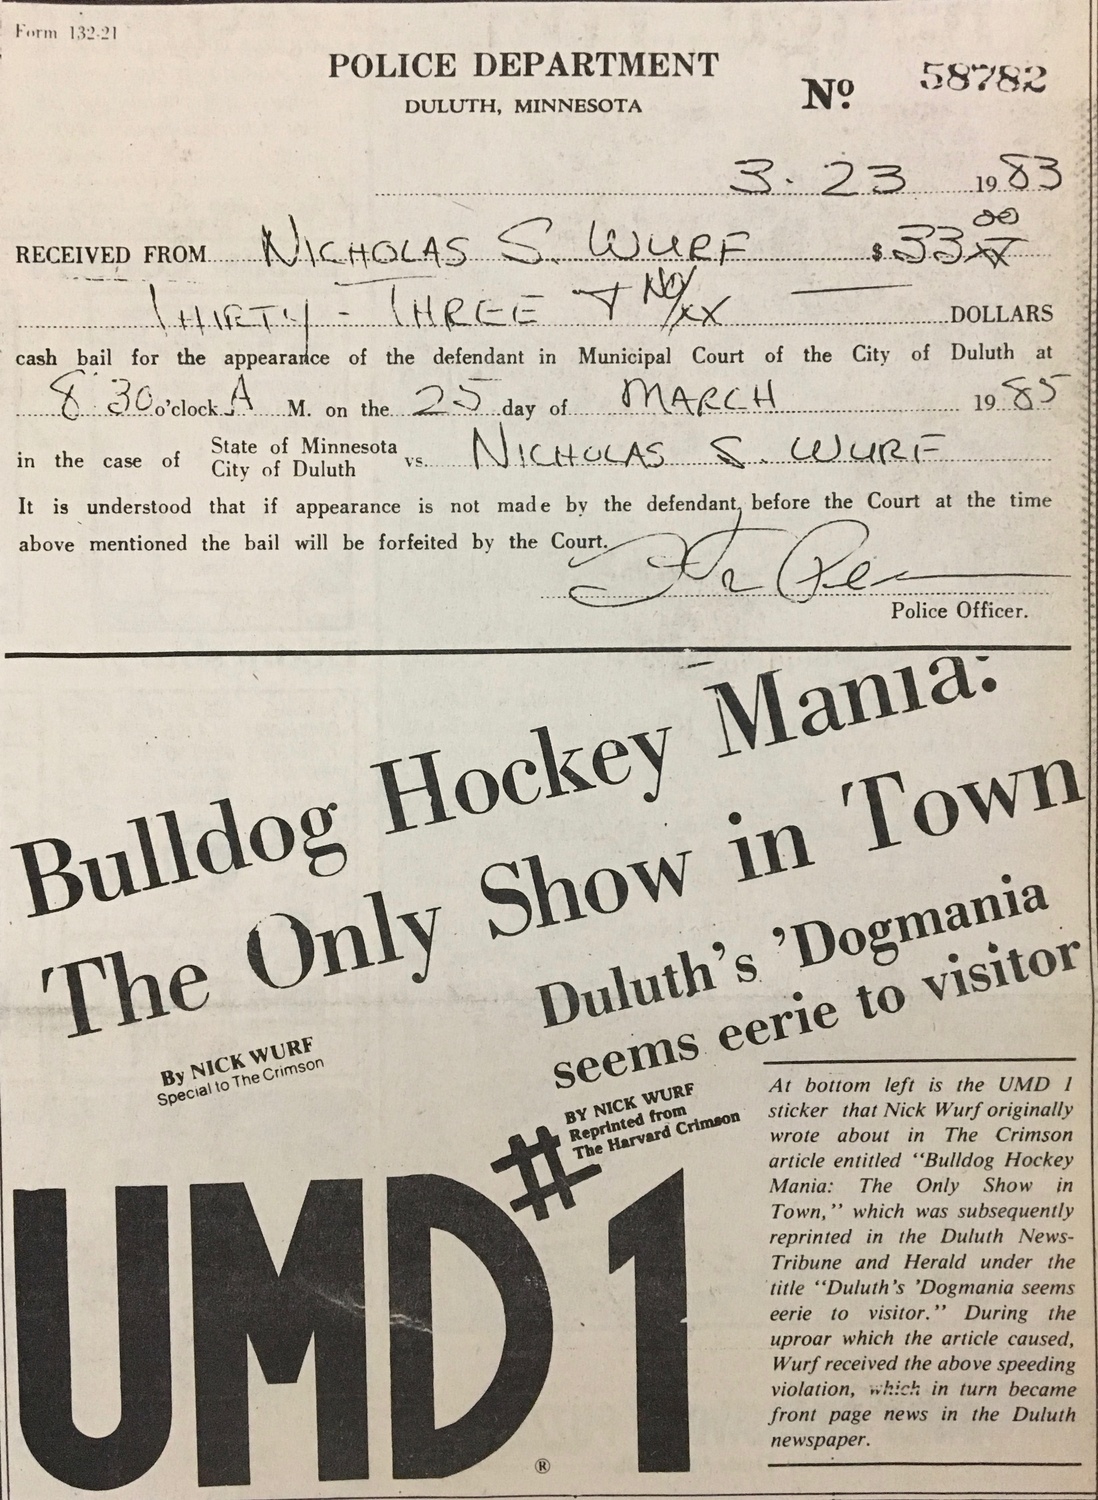 Form 132-21
POLICE DEPARTMENT
DULUTH, MINNESOTA
Nº 58782
3. 23 1983
RECEIVED FROM NICHOLAS S. WURF $33 00
THIRTY-THREE + NO/XX DOLLARS
cash bail for the appearance of the defendant in Municipal Court of the City of Duluth at
8:30 o'clock A M. on the 25 day of MARCH 1985
in the case of State of Minnesota
City of Duluth vs. NICHOLAS S. WURF
It is understood that if appearance is not made by the defendant, before the Court at the time
above mentioned the bail will be forfeited by the Court.
Police Officer.
Bulldog Hockey Mania:
The Only Show in Town
By NICK WURF
Special to The Crimson
Duluth's 'Dogmania
seems eerie to visitor
BY NICK WURF
Reprinted from
The Harvard Crimson
UMD #1
®
At bottom left is the UMD 1
sticker that Nick Wurf originally
wrote about in The Crimson
article entitled “Bulldog Hockey
Mania: The Only Show in
Town,” which was subsequently
reprinted in the Duluth News-
Tribune and Herald under the
title “Duluth's 'Dogmania seems
eerie to visitor.” During the
uproar which the article caused,
Wurf received the above speeding
violation, which in turn became
front page news in the Duluth
newspaper.